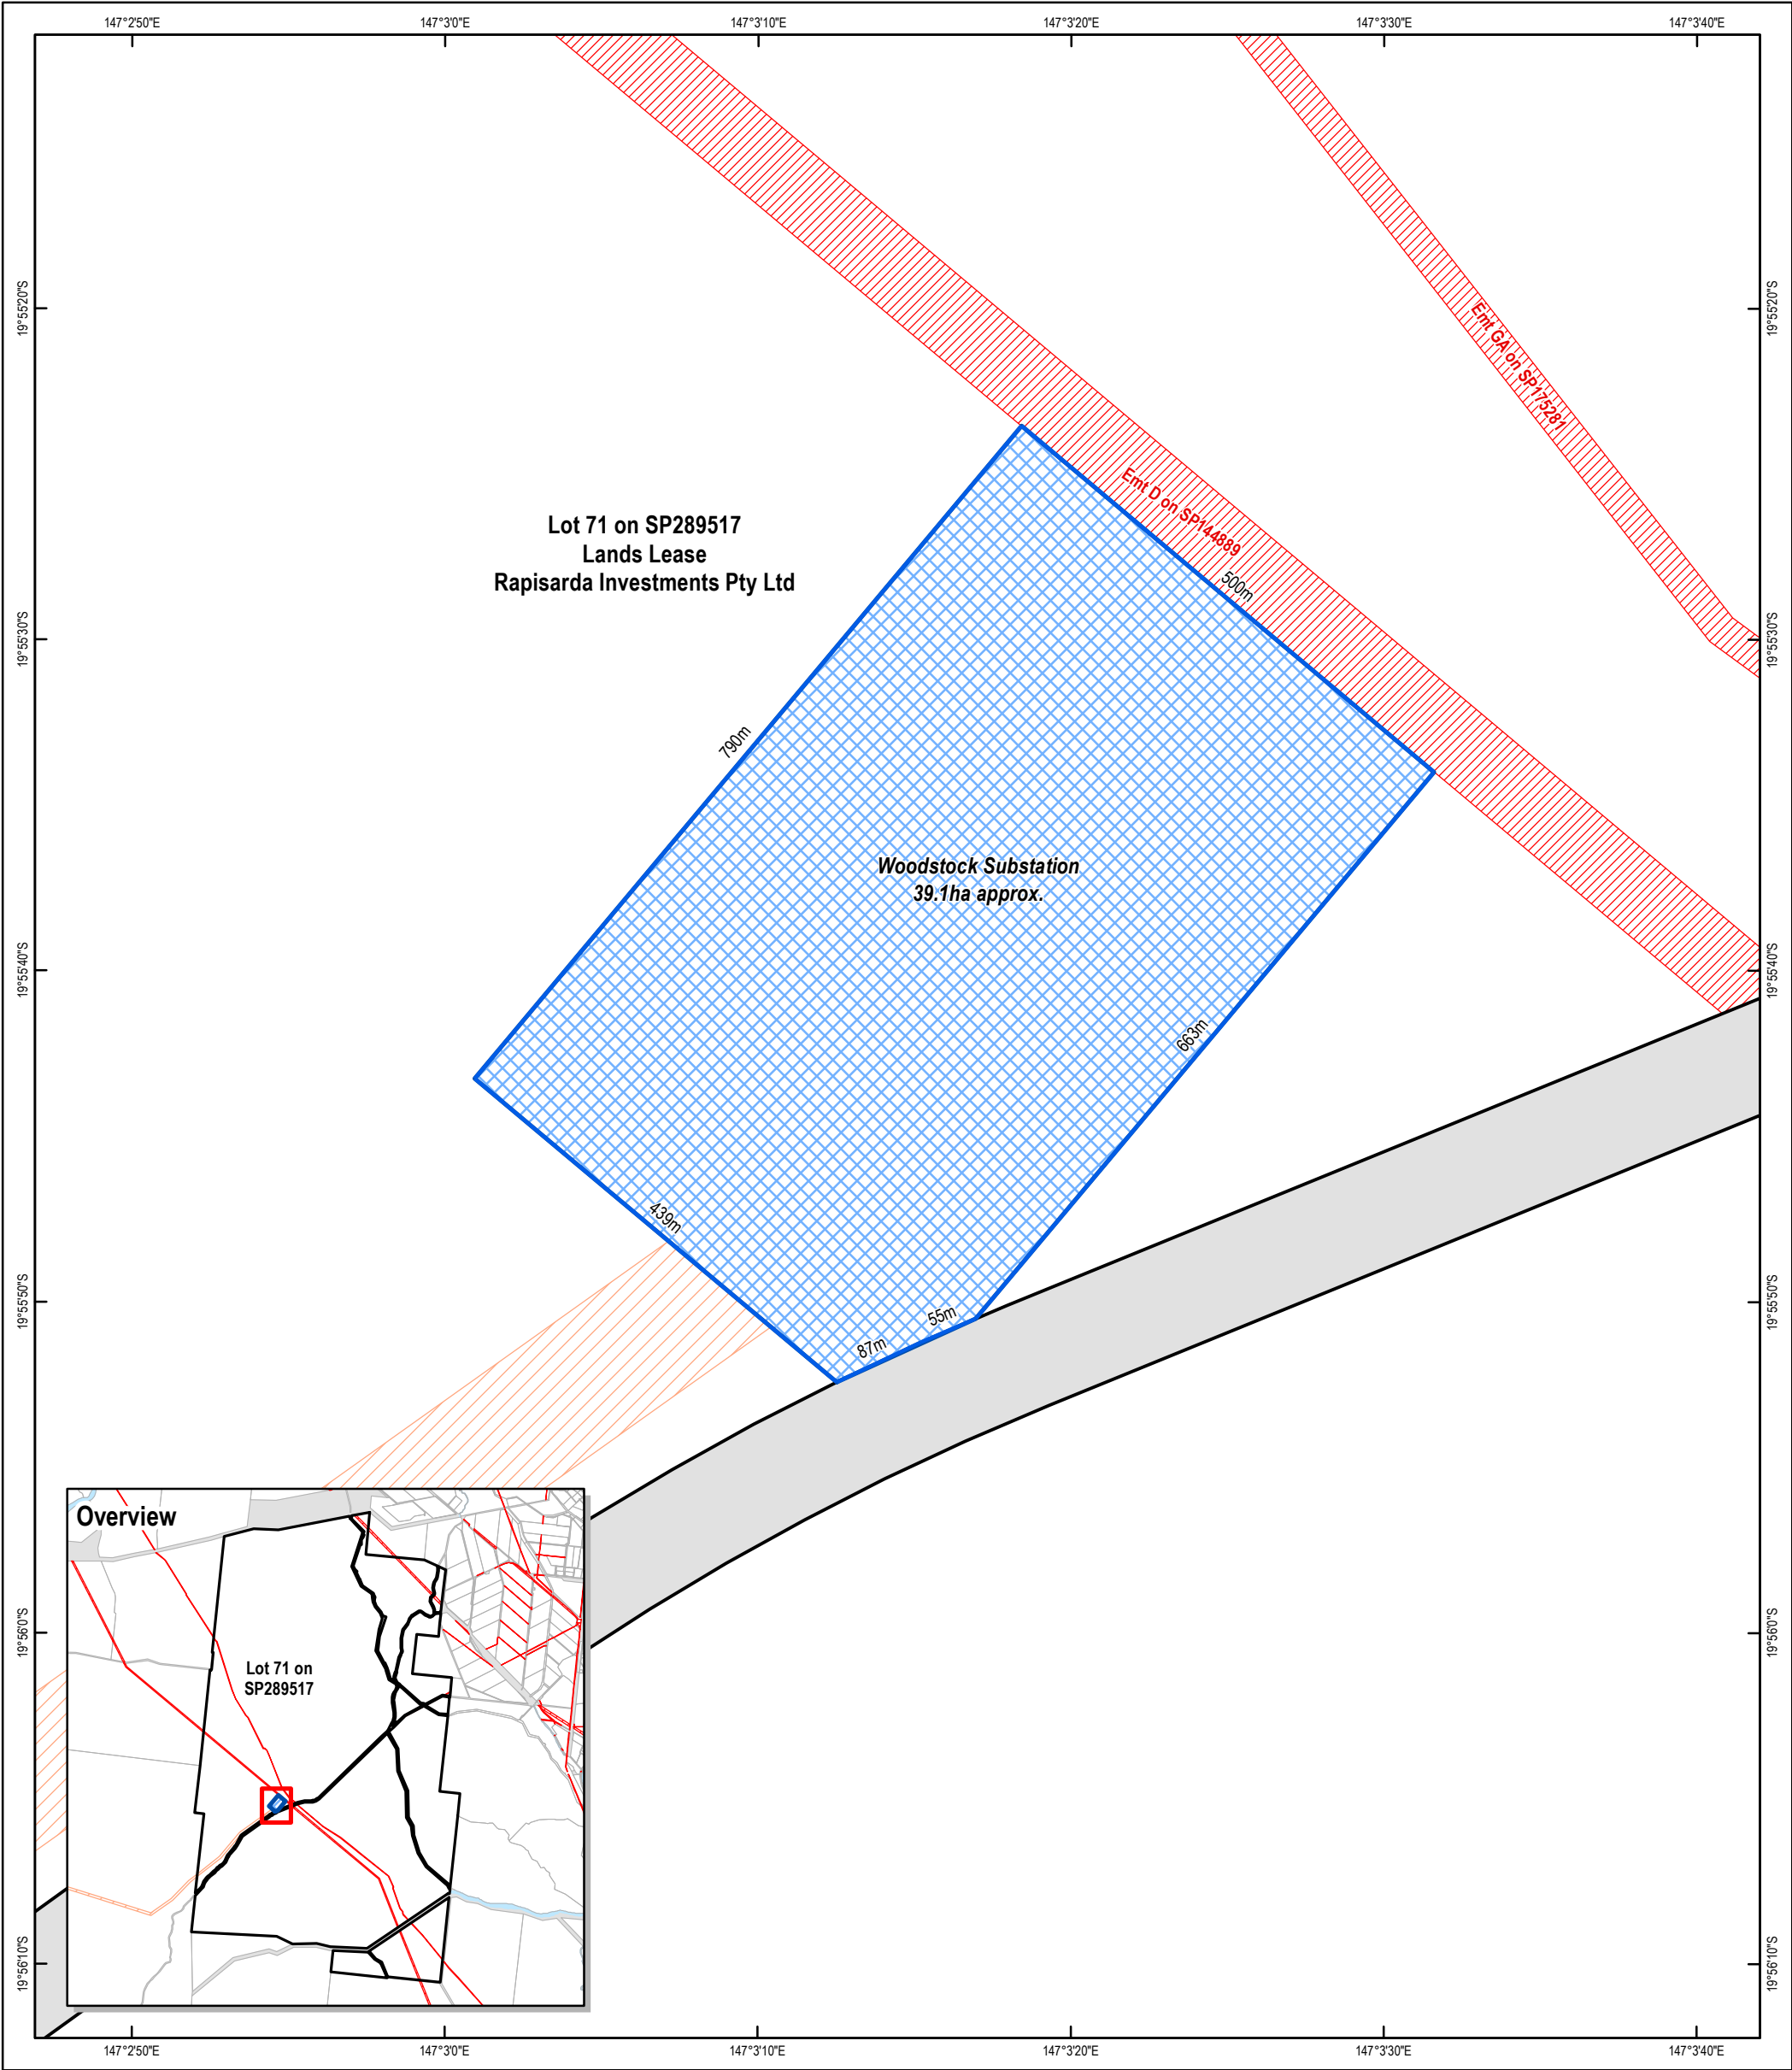 147°2'50"E
147°3'0"E
147°3'10"E
147°3'20"E
147°3'30"E
147°3'40"E
19°55'20"S
19°55'20"S
Emt GA on SP175281
Emt D on SP144889
Lot 71 on SP289517
Lands Lease
Rapisarda Investments Pty Ltd
500m
19°55'30"S
19°55'30"S
790m
Woodstock Substation
39.1ha approx.
19°55'40"S
19°55'40"S
663m
439m
55m
87m
19°55'50"S
19°55'50"S
Overview
Lot 71 on
SP289517
19°56'0"S
19°56'0"S
19°56'10"S
19°56'10"S
147°2'50"E
147°3'0"E
147°3'10"E
147°3'20"E
147°3'30"E
147°3'40"E